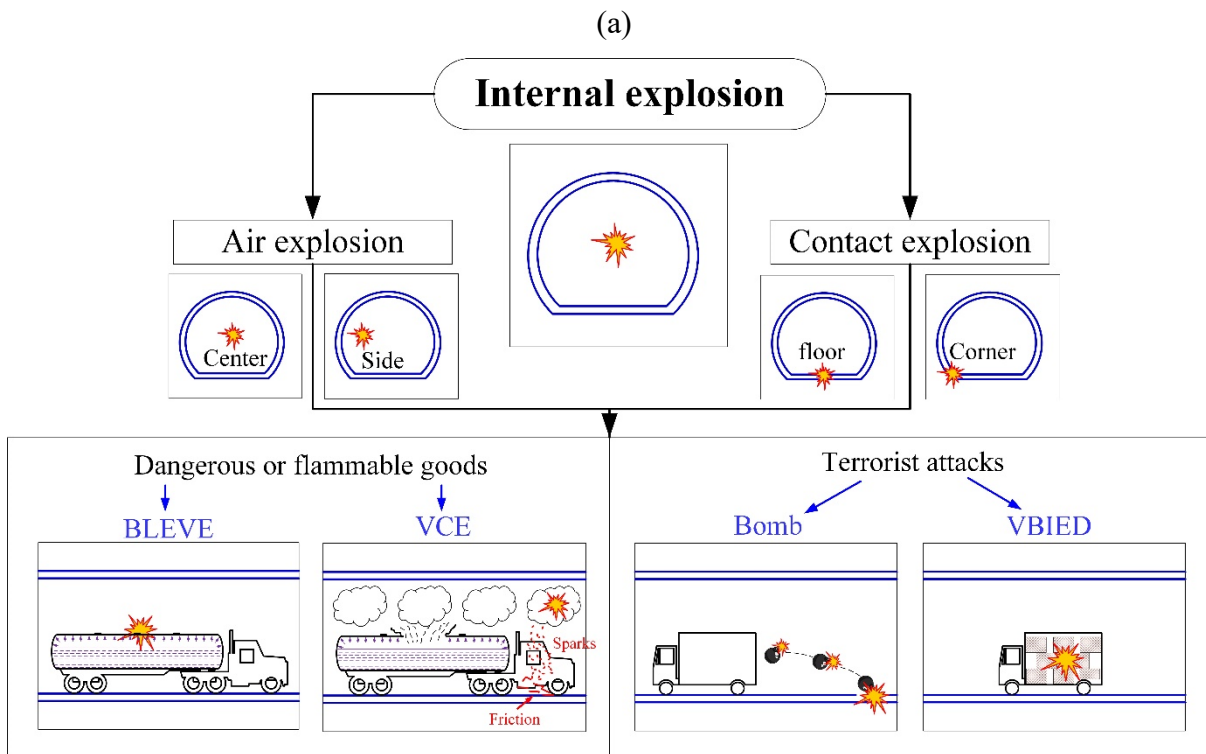 (a)
Internal explosion
Air explosion
Contact explosion
Center
Side
floor
Corner
Dangerous or flammable goods
Terrorist attacks
BLEVE
VCE
Bomb
VBIED
Sparks
Friction